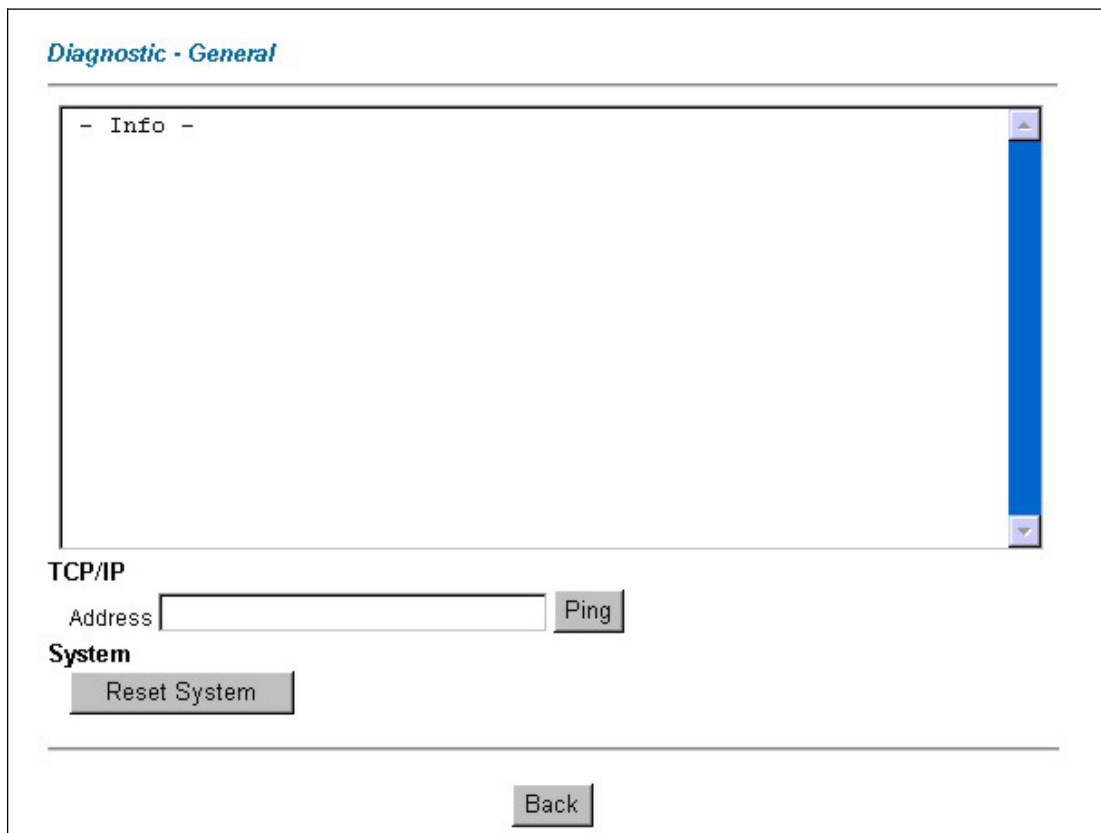 Diagnostic - General
- Info -
TCP/IP
Address Ping
System
Reset System
Back